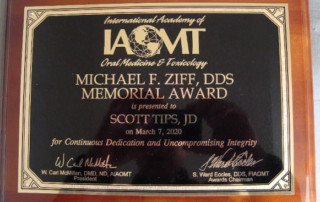 International Academy of
IAOMT
Oral Medicine & Toxicology
MICHAEL F. ZIFF, DDS
MEMORIAL AWARD
is presented to
SCOTT TIPS, JD
on March 7, 2020
for Continuous Dedication and Uncompromising Integrity
W. Carl McMillan, DMD, ND, AIAOMT
President
B. Ward Eccles, DDS, FIAOMT
Awards Chairman